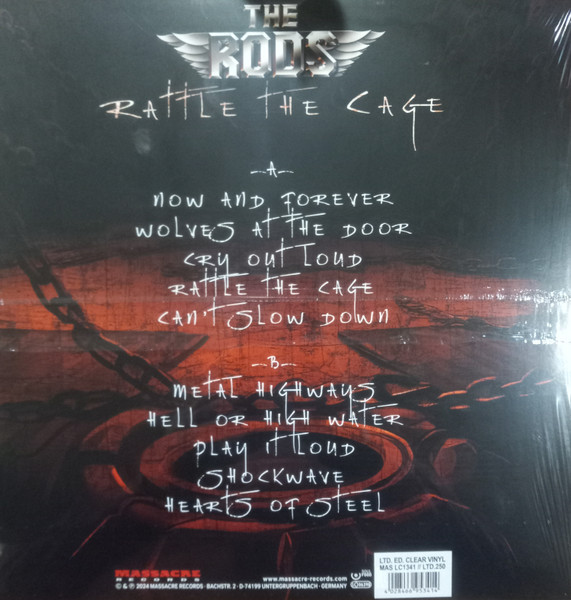 THE
RODS
RATTLE THE CAGE
-A-
NOW AND FOREVER
WOLVES AT THE DOOR
CRY OUT LOUD
RATTLE THE CAGE
CAN'T SLOW DOWN
-B-
METAL HIGHWAYS
HELL OR HIGH WATER
PLAY IT LOUD
SHOCKWAVE
HEARTS OF STEEL
MASSACRE
RECORDS
www.massacre-records.com
© & ℗ 2024 MASSACRE RECORDS · BACHSTR. 2 · D-74199 UNTERGRUPPENBACH · GERMANY
LTD. ED. CLEAR VINYL
MAS LC1341 // LTD.250